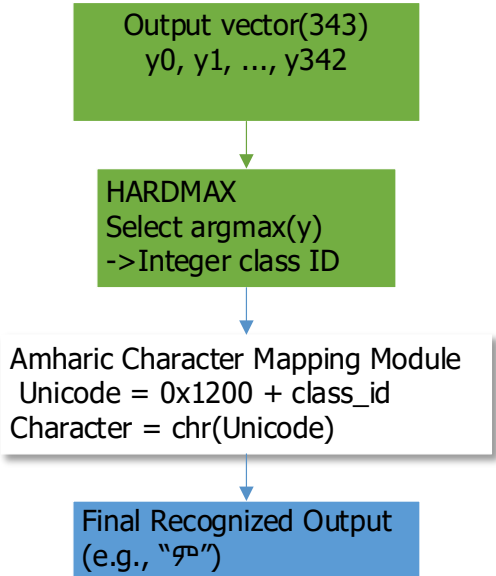 Output vector(343)
y0, y1, ..., y342
HARDMAX
Select argmax(y)
->Integer class ID
Amharic Character Mapping Module
Unicode = 0x1200 + class_id
Character = chr(Unicode)
Final Recognized Output
(e.g., “ም”)